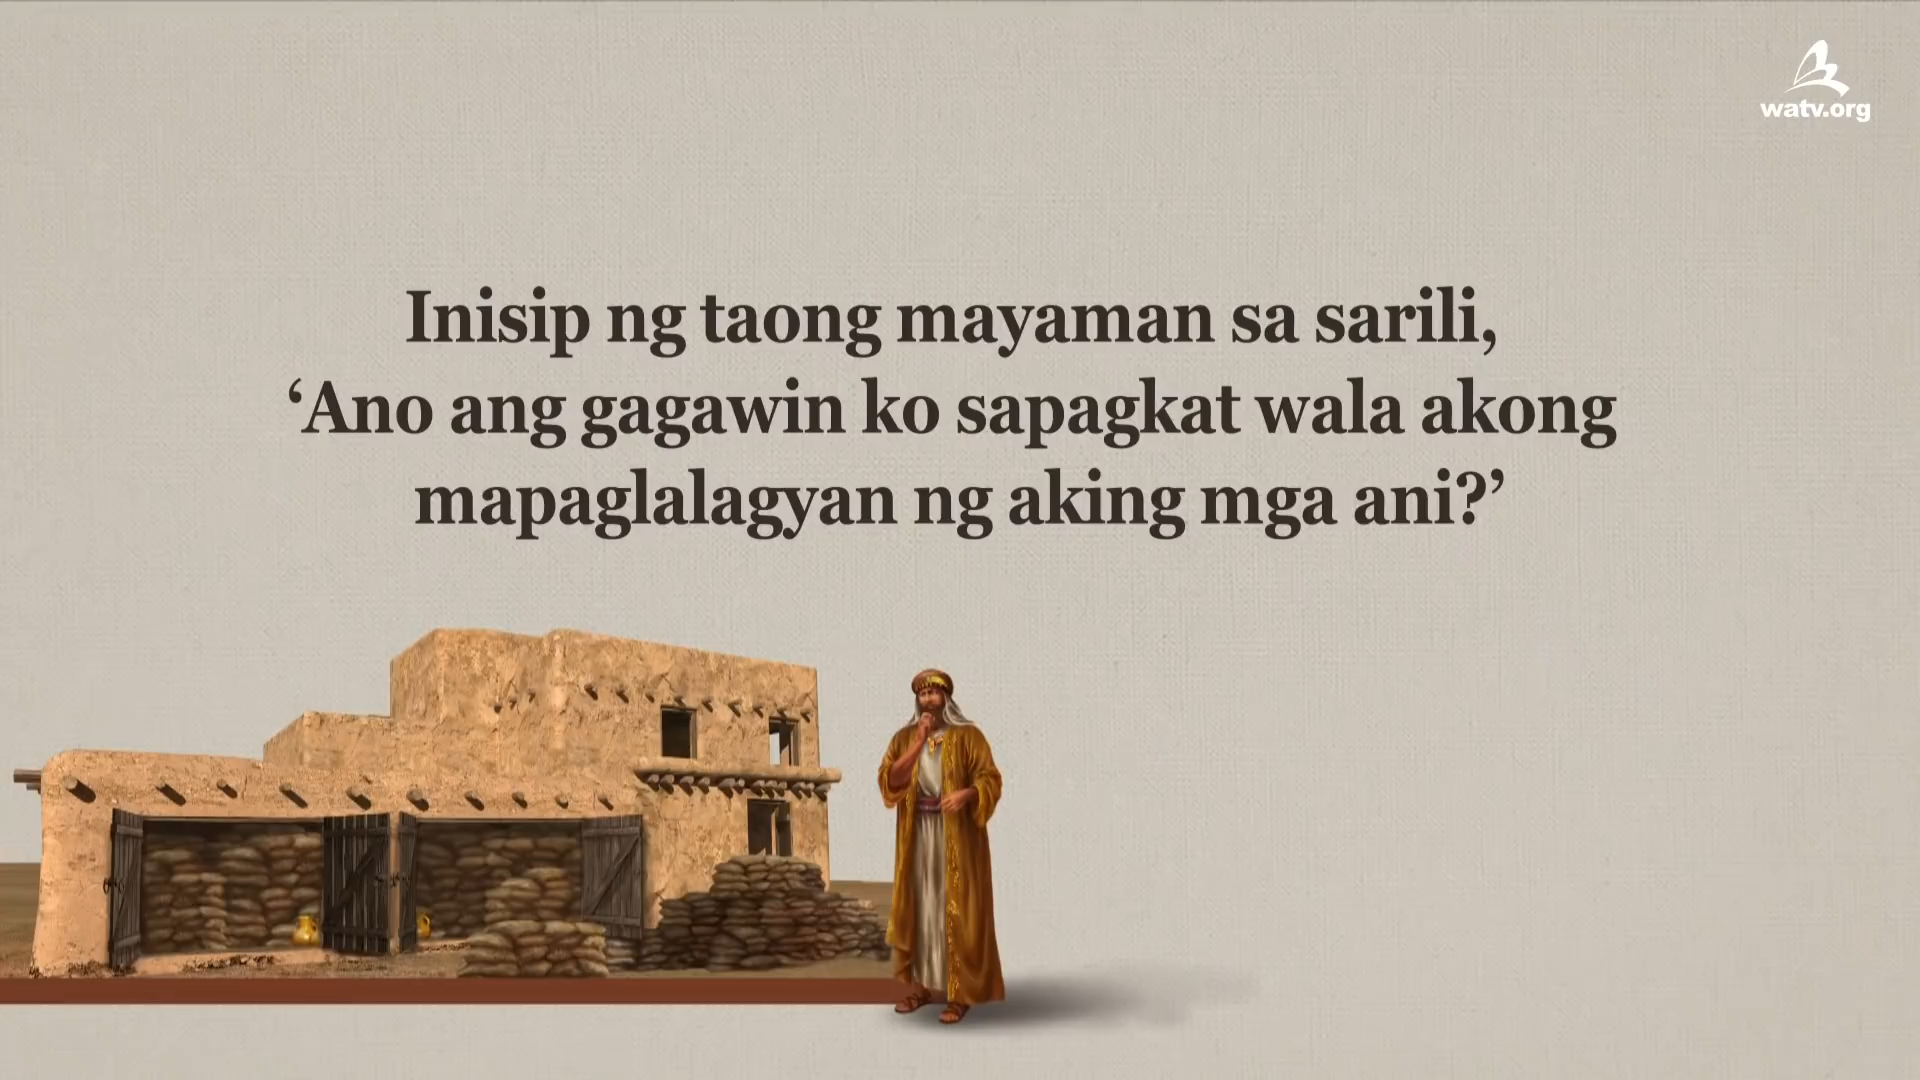 watv.org
Inisip ng taong mayaman sa sarili,
‘Ano ang gagawin ko sapagkat wala akong
mapaglalagyan ng aking mga ani?’